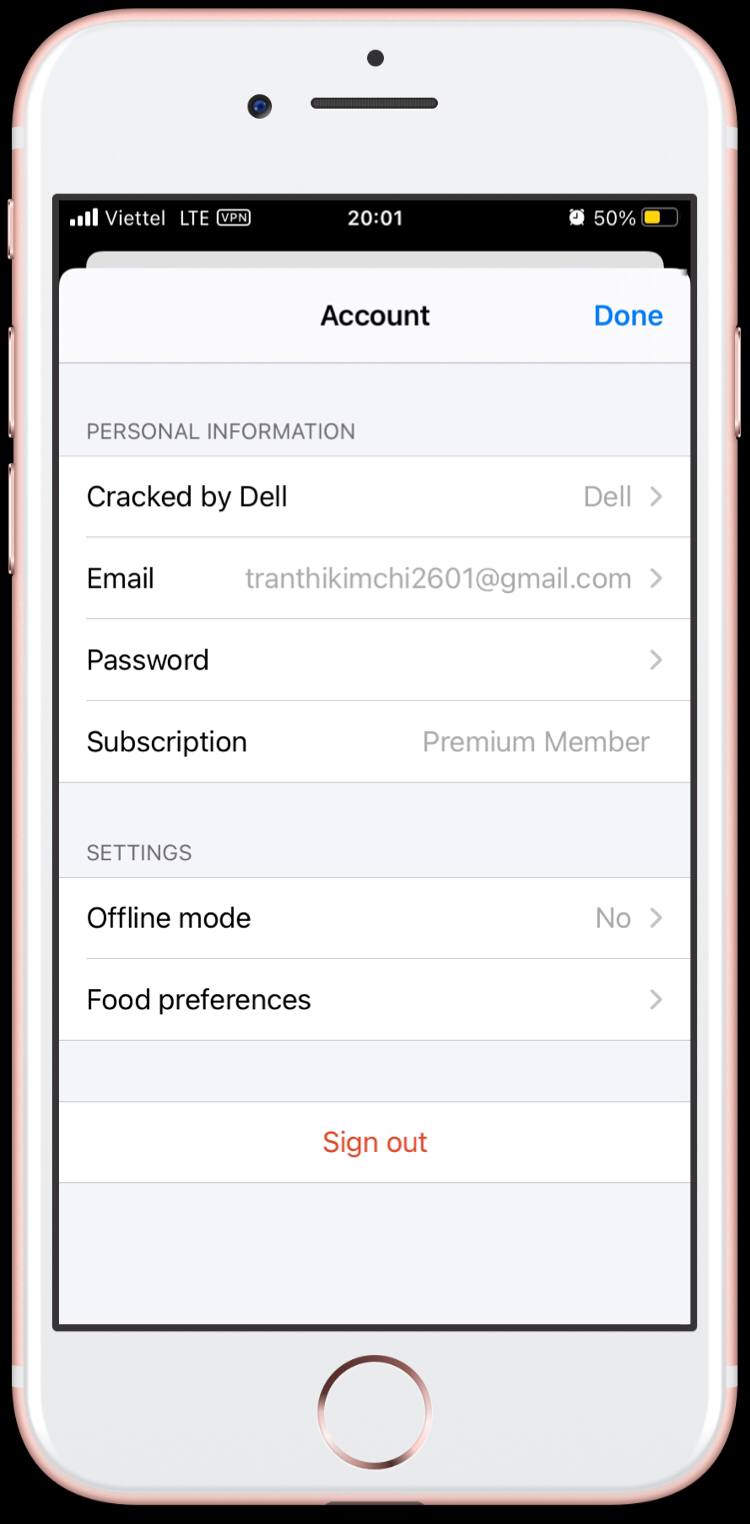 Viettel LTE VPN 20:01 50%
Account Done
PERSONAL INFORMATION
Cracked by Dell Dell
Email tranthikimchi2601@gmail.com
Password
Subscription Premium Member
SETTINGS
Offline mode No
Food preferences
Sign out